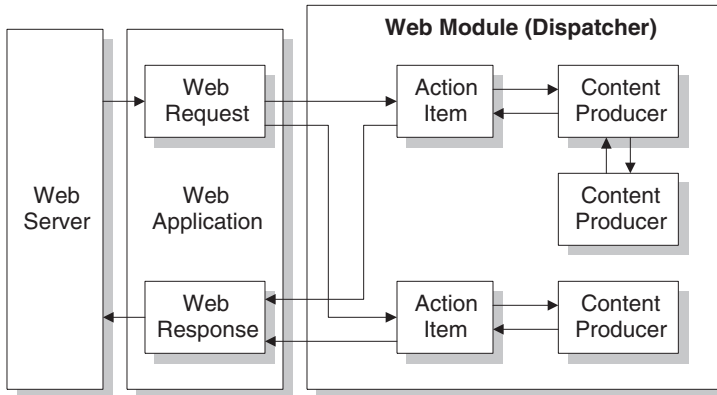 Web Module (Dispatcher)
Web
Request
Action
Item
Content
Producer
Web
Server
Web
Application
Content
Producer
Web
Response
Action
Item
Content
Producer